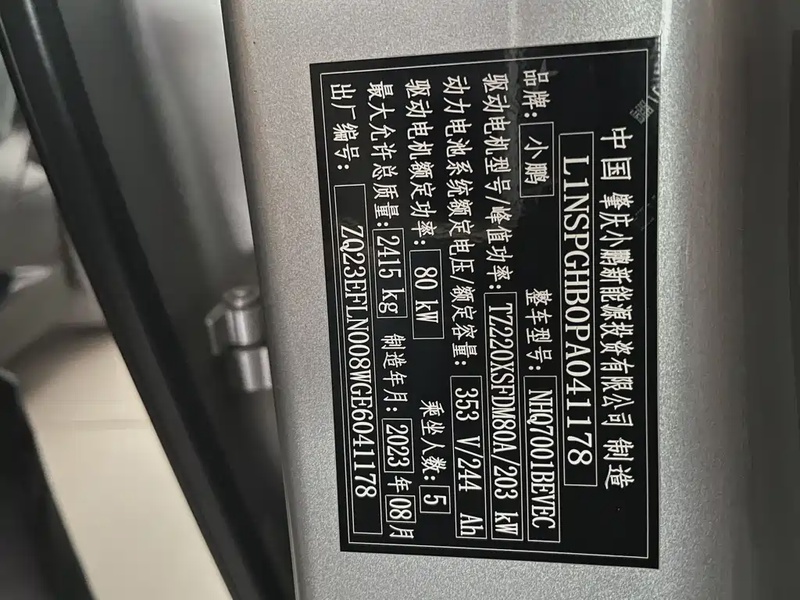 中国 肇庆小鹏新能源投资有限公司 制造
L1NSPGHB0PA041178
品牌: 小鹏 整车型号: NHQ7001BEVEC
驱动电机型号/峰值功率: TZ220XSFDM80A/203 kW
动力电池系统额定电压/额定容量: 353 V/244 Ah
驱动电机额定功率: 80 kW 乘坐人数: 5
最大允许总质量: 2415 kg 制造年月: 2023 年 08 月
出厂编号: ZQ23EFLN008WGE6041178